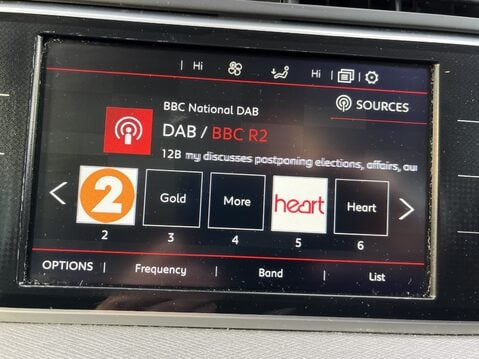 Hi Hi
BBC National DAB
SOURCES
DAB / BBC R2
12B my discusses postponing elections, affairs, au
2 Gold More heart Heart
2 3 4 5 6
OPTIONS Frequency Band List